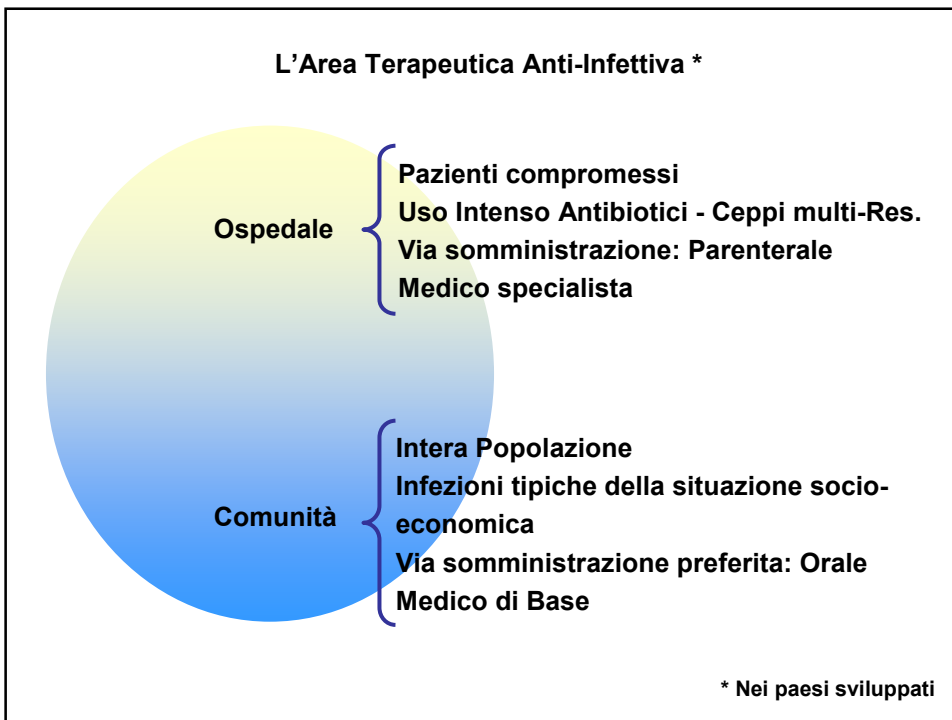 L'Area Terapeutica Anti-Infettiva *
Ospedale
Pazienti compromessi
Uso Intenso Antibiotici - Ceppi multi-Res.
Via somministrazione: Parenterale
Medico specialista
Comunità
Intera Popolazione
Infezioni tipiche della situazione socio-
economica
Via somministrazione preferita: Orale
Medico di Base
* Nei paesi sviluppati